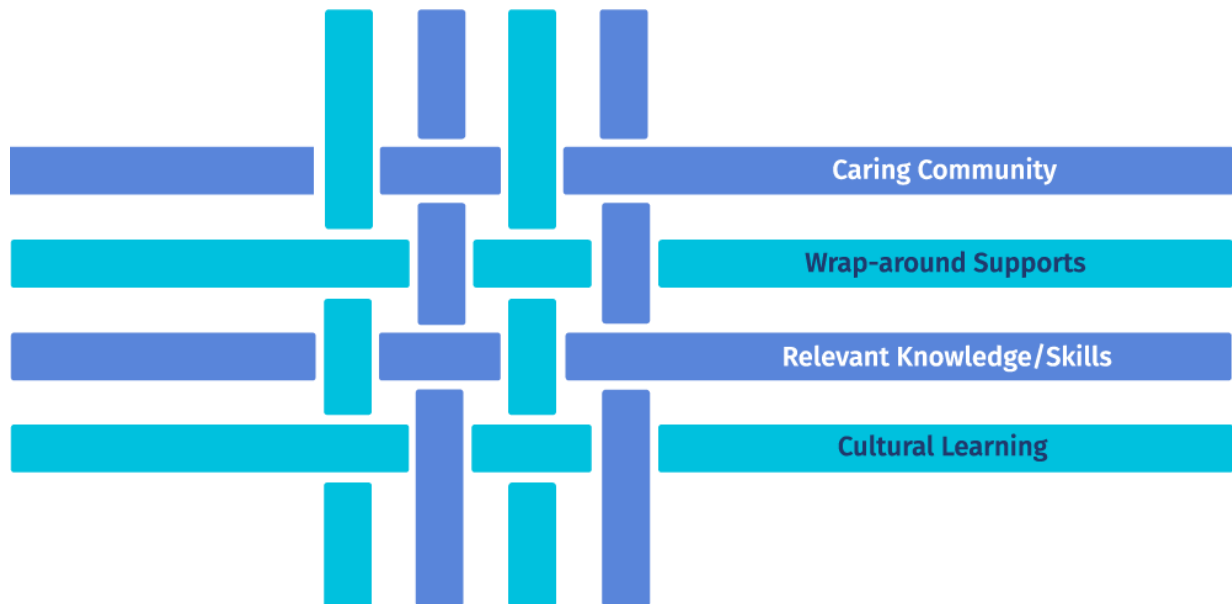 Caring Community
Wrap-around Supports
Relevant Knowledge/Skills
Cultural Learning